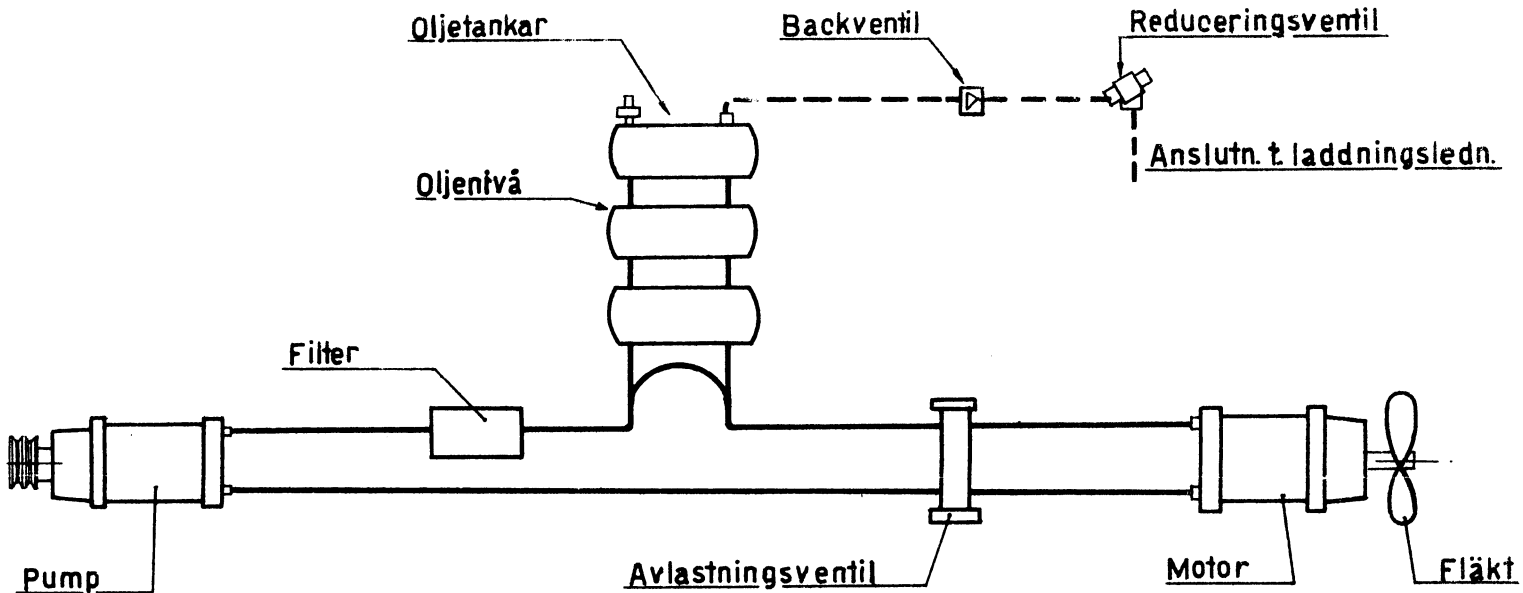 Oljetankar
Backventil
Reduceringsventil
Anslutn. t. laddningsledn.
Oljenivå
Filter
Pump
Avlastningsventil
Motor
Fläkt